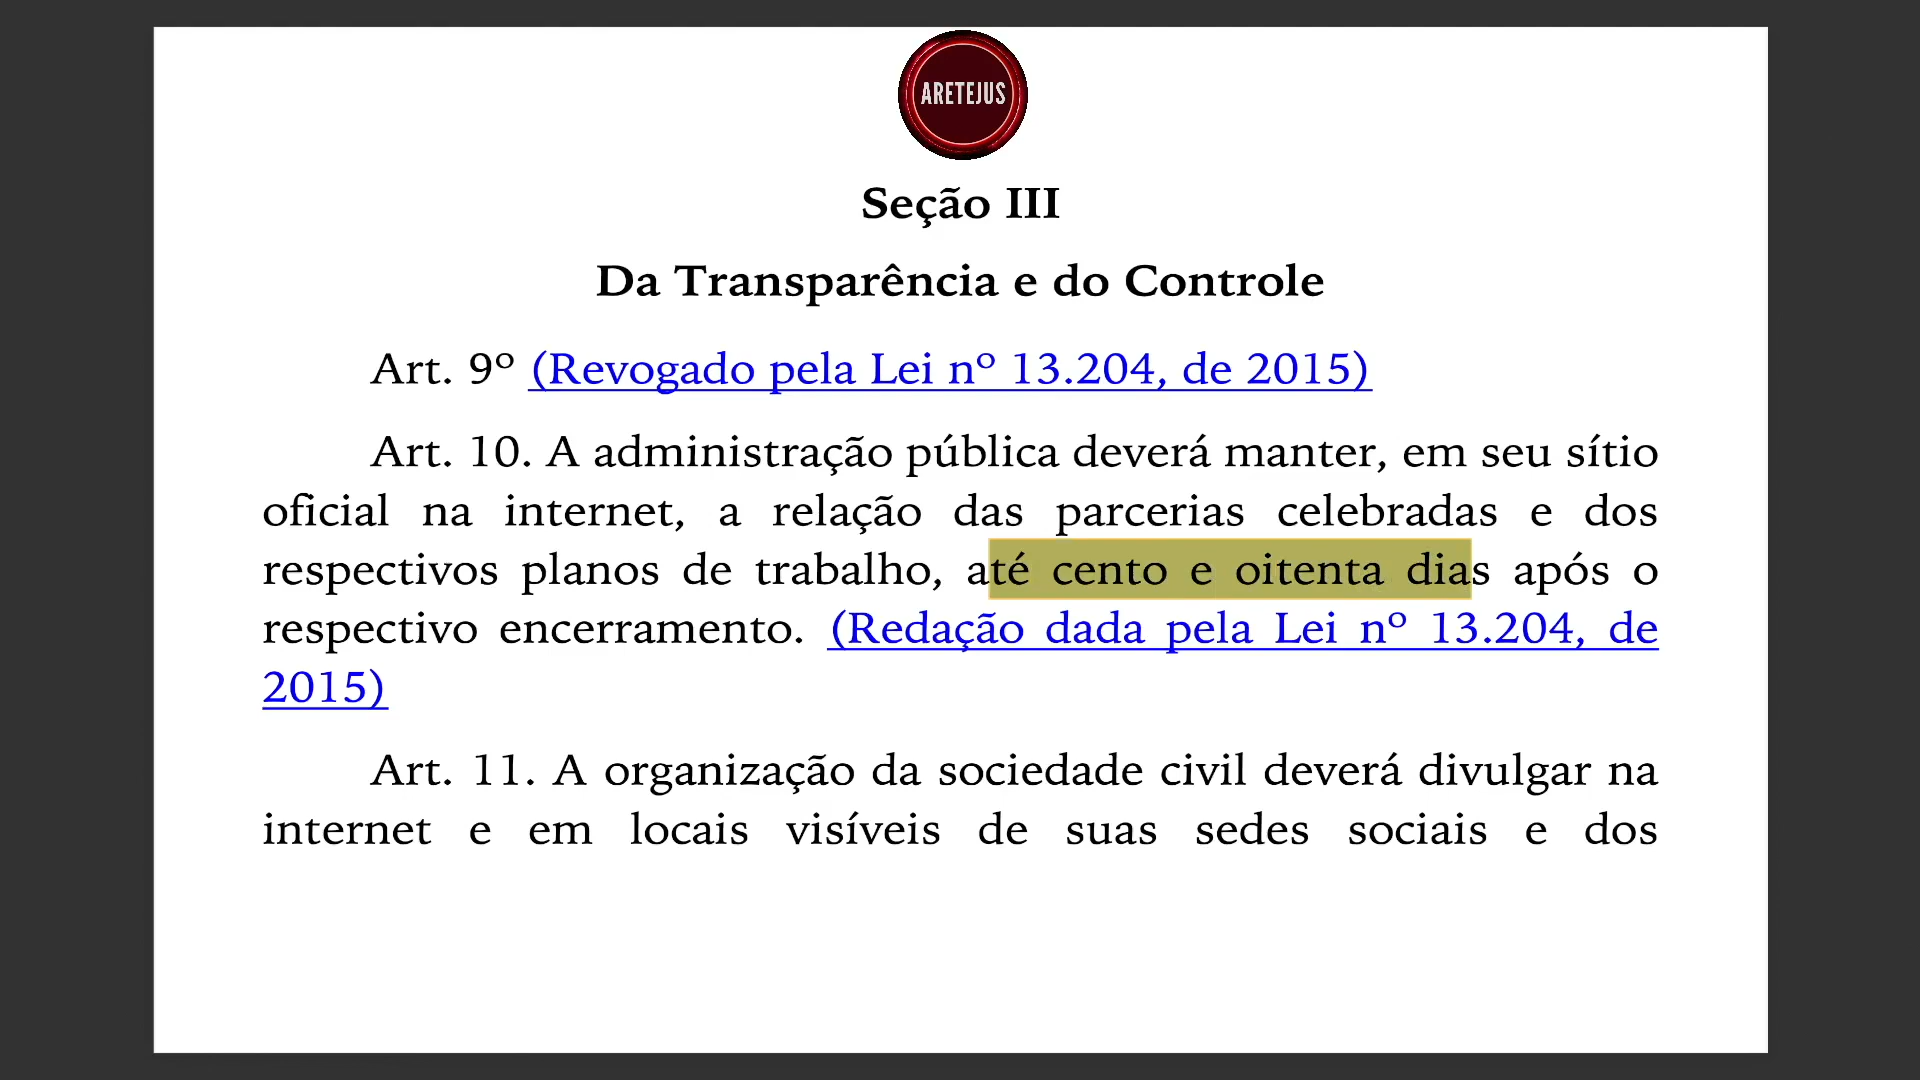 ARETEJUS
Seção III
Da Transparência e do Controle
Art. 9º (Revogado pela Lei nº 13.204, de 2015)
Art. 10. A administração pública deverá manter, em seu sítio
oficial na internet, a relação das parcerias celebradas e dos
respectivos planos de trabalho, até cento e oitenta dias após o
respectivo encerramento. (Redação dada pela Lei nº 13.204, de
2015)
Art. 11. A organização da sociedade civil deverá divulgar na
internet e em locais visíveis de suas sedes sociais e dos